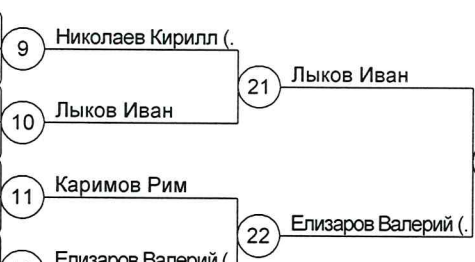 9 Николаев Кирилл (.
21 Лыков Иван
10 Лыков Иван
11 Каримов Рим
22 Елизаров Валерий (.
Елизаров Валерий (.